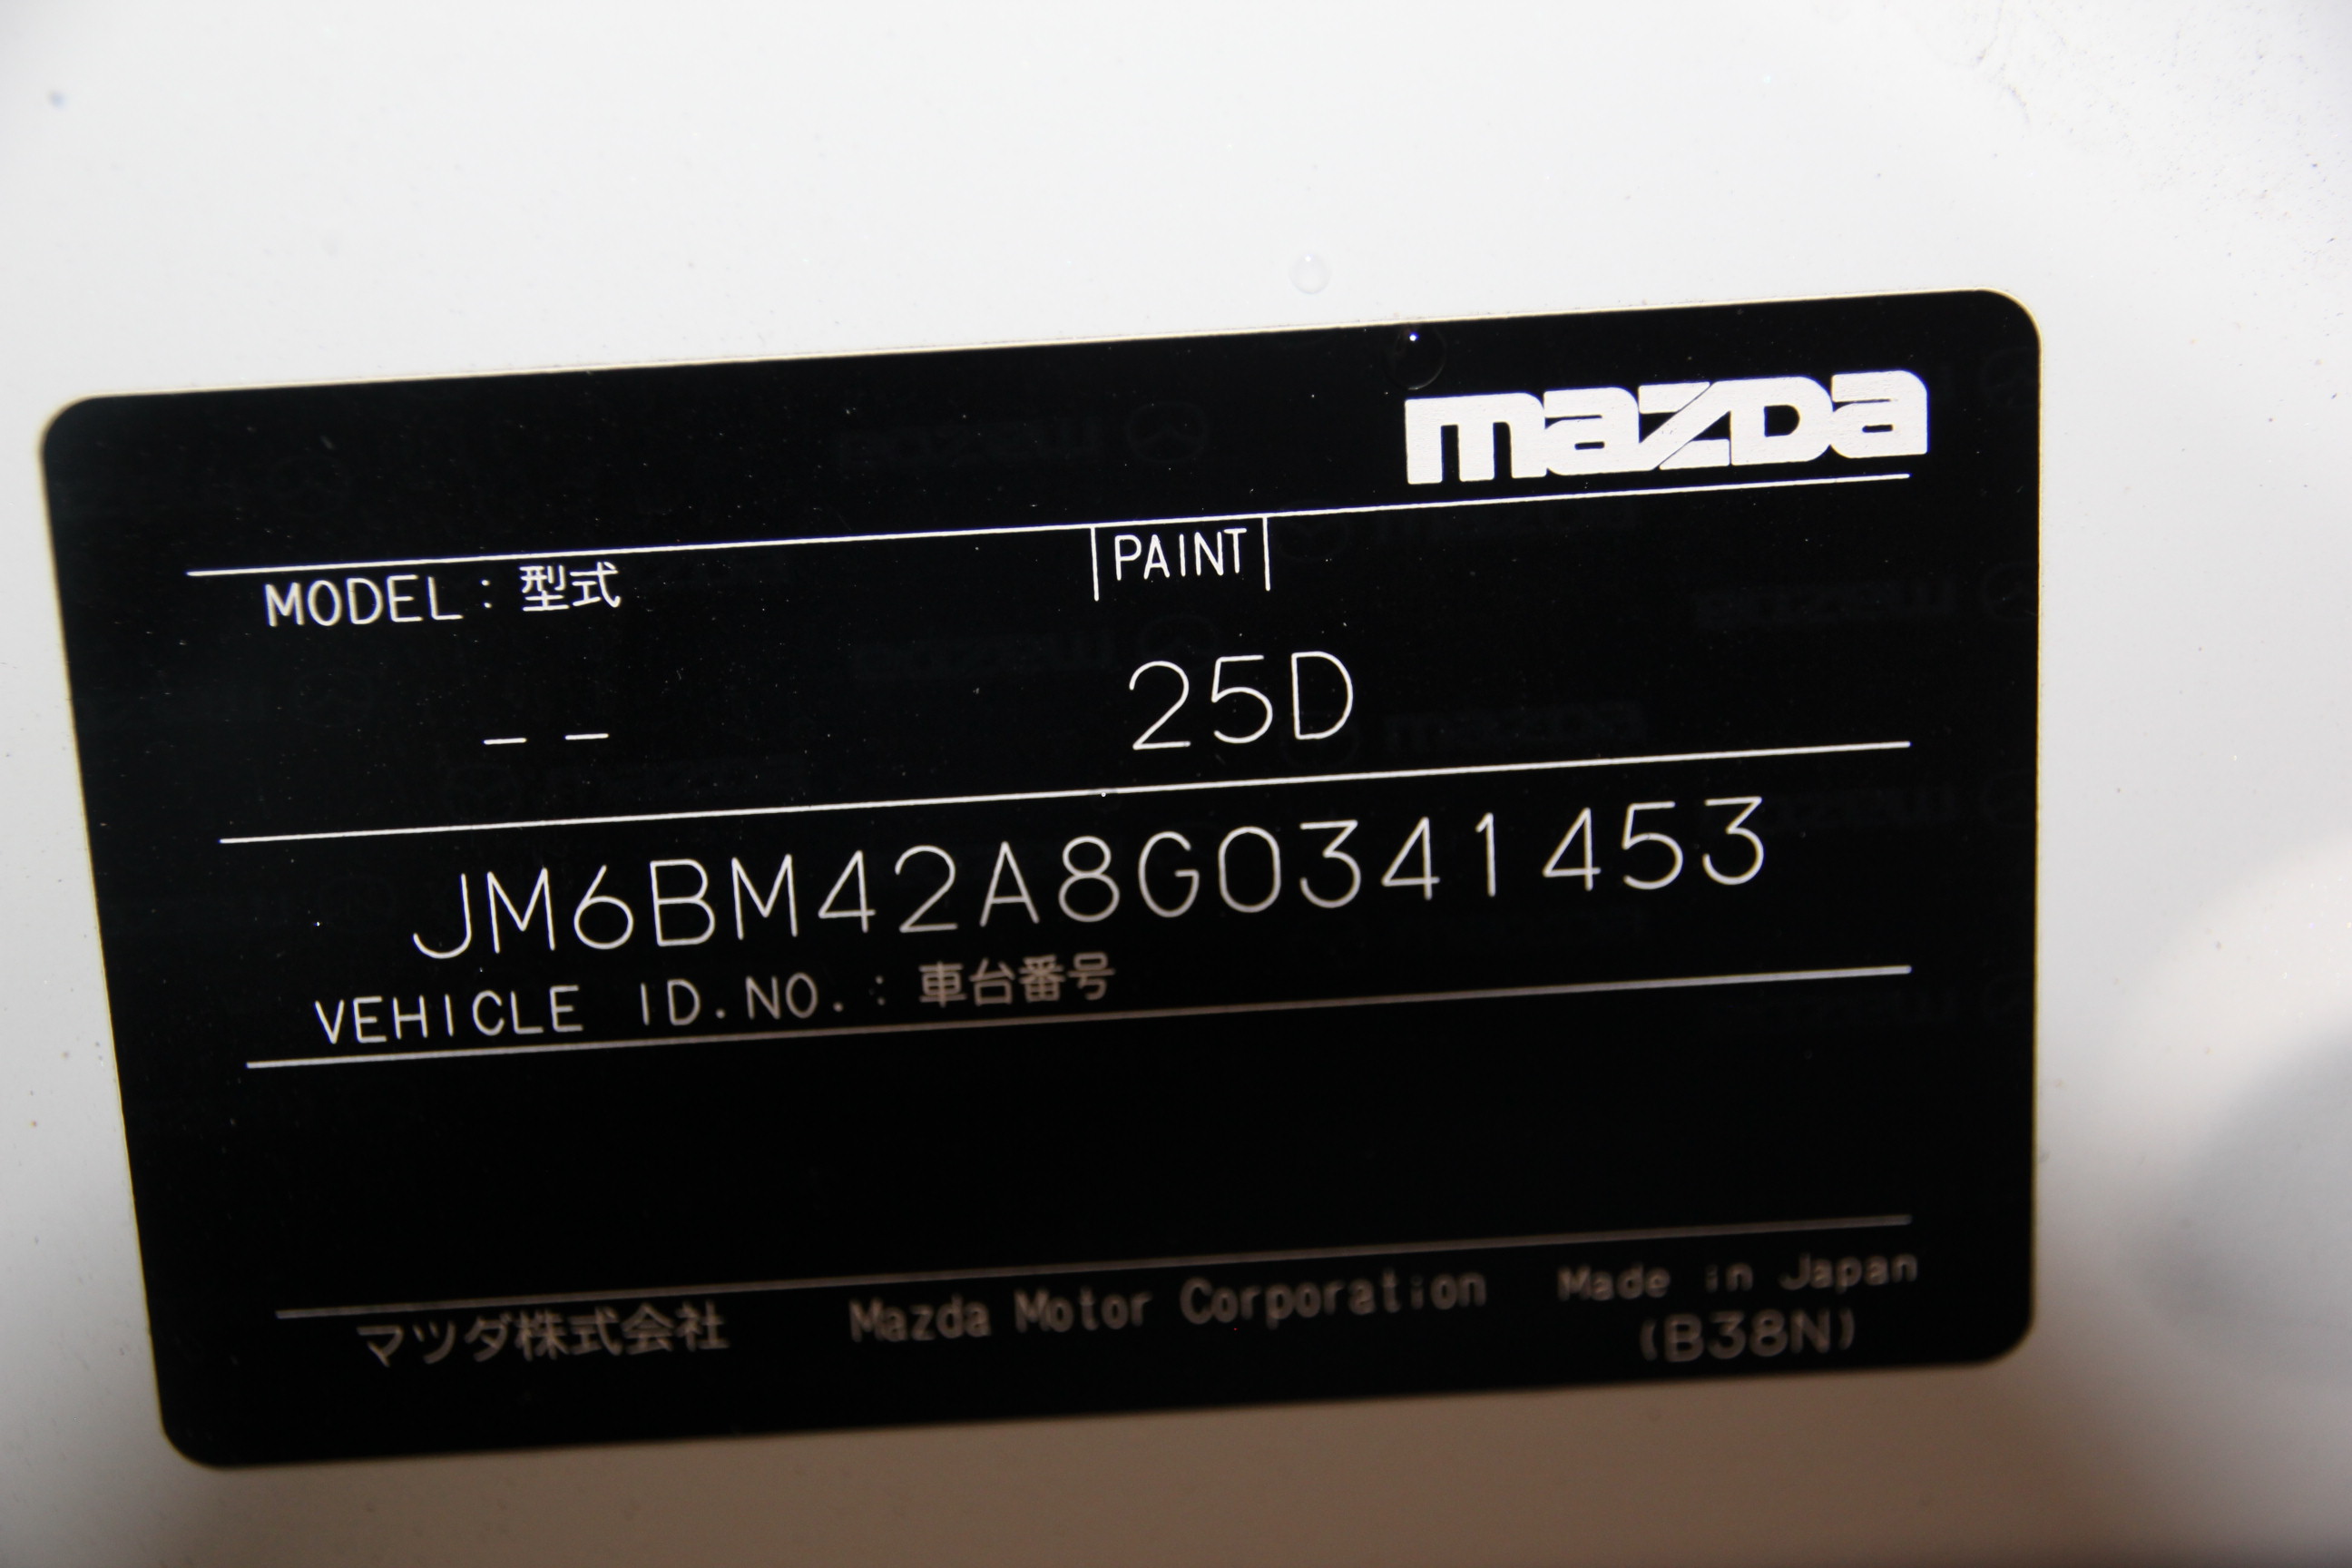 mazda
MODEL : 型式
PAINT
-- 25D
JM6BM42A8G0341453
VEHICLE ID.NO. : 車台番号
マツダ株式会社 Mazda Motor Corporation Made in Japan
(B38N)